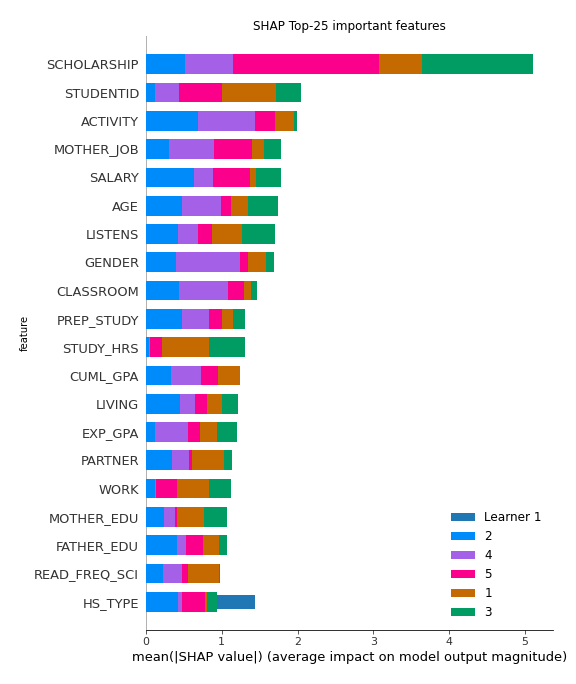 SHAP Top-25 important features
SCHOLARSHIP
STUDENTID
ACTIVITY
MOTHER_JOB
SALARY
AGE
LISTENS
GENDER
CLASSROOM
PREP_STUDY
STUDY_HRS
CUML_GPA
LIVING
EXP_GPA
PARTNER
WORK
MOTHER_EDU
FATHER_EDU
READ_FREQ_SCI
HS_TYPE
feature
Learner 1
2
4
5
1
3
0 1 2 3 4 5
mean(|SHAP value|) (average impact on model output magnitude)